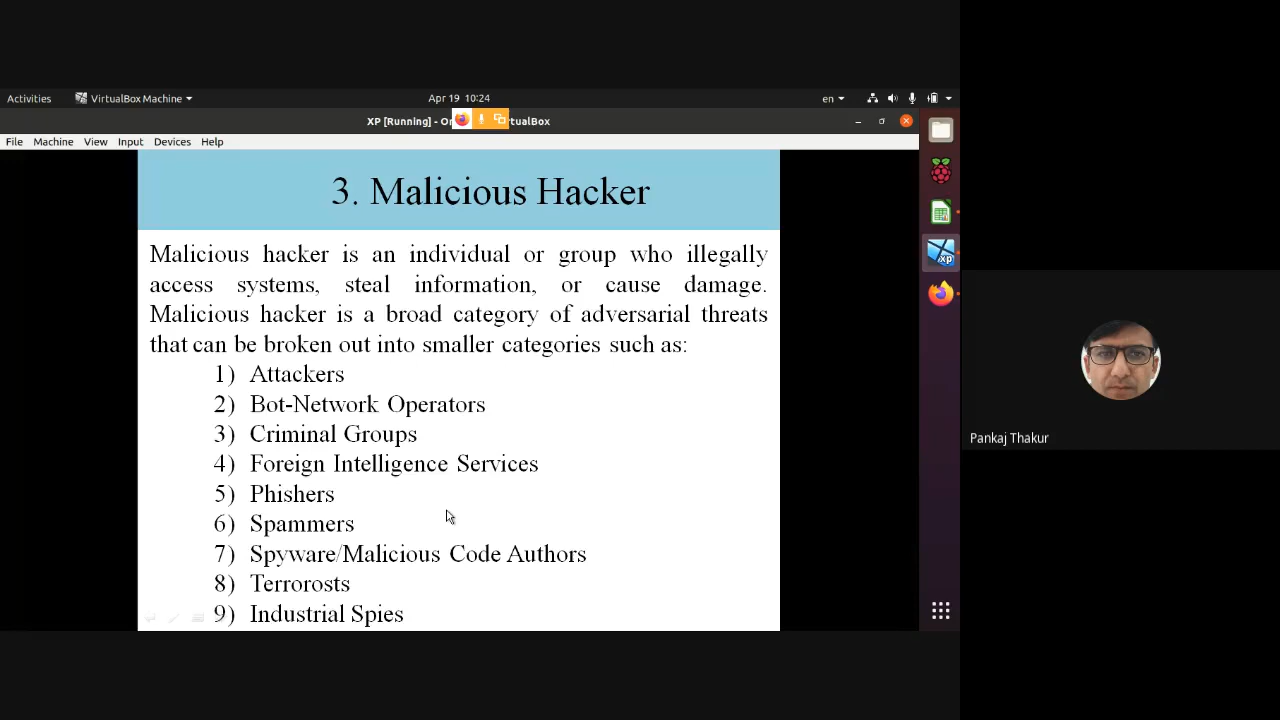 Activities VirtualBox Machine Apr 19 10:24 en
XP [Running] - Or rtualBox
File Machine View Input Devices Help
3. Malicious Hacker
Malicious hacker is an individual or group who illegally
access systems, steal information, or cause damage.
Malicious hacker is a broad category of adversarial threats
that can be broken out into smaller categories such as:
1) Attackers
2) Bot-Network Operators
3) Criminal Groups
4) Foreign Intelligence Services
5) Phishers
6) Spammers
7) Spyware/Malicious Code Authors
8) Terrorosts
9) Industrial Spies
xp
Pankaj Thakur